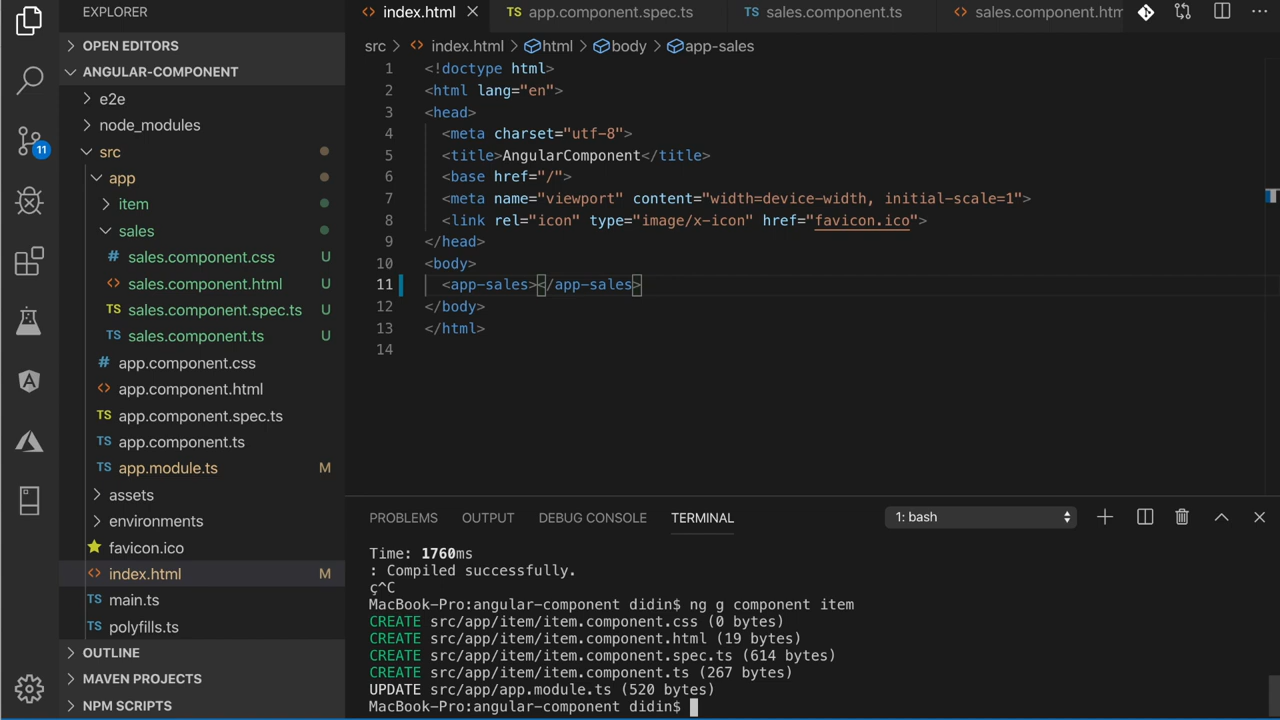 EXPLORER
OPEN EDITORS
ANGULAR-COMPONENT
e2e
node_modules
src
app
item
sales
# sales.component.css U
<> sales.component.html U
TS sales.component.spec.ts U
TS sales.component.ts U
# app.component.css
<> app.component.html
TS app.component.spec.ts
TS app.component.ts
TS app.module.ts M
assets
environments
favicon.ico
<> index.html M
TS main.ts
TS polyfills.ts
OUTLINE
MAVEN PROJECTS
NPM SCRIPTS
11
<> index.html TS app.component.spec.ts TS sales.component.ts <> sales.component.htm
src > <> index.html > html > body > app-sales
1 <!doctype html>
2 <html lang="en">
3 <head>
4 <meta charset="utf-8">
5 <title>AngularComponent</title>
6 <base href="/">
7 <meta name="viewport" content="width=device-width, initial-scale=1">
8 <link rel="icon" type="image/x-icon" href="favicon.ico">
9 </head>
10 <body>
11 <app-sales></app-sales>
12 </body>
13 </html>
14
PROBLEMS OUTPUT DEBUG CONSOLE TERMINAL 1: bash
Time: 1760ms
: Compiled successfully.
ç^C
MacBook-Pro:angular-component didin$ ng g component item
CREATE src/app/item/item.component.css (0 bytes)
CREATE src/app/item/item.component.html (19 bytes)
CREATE src/app/item/item.component.spec.ts (614 bytes)
CREATE src/app/item/item.component.ts (267 bytes)
UPDATE src/app/app.module.ts (520 bytes)
MacBook-Pro:angular-component didin$